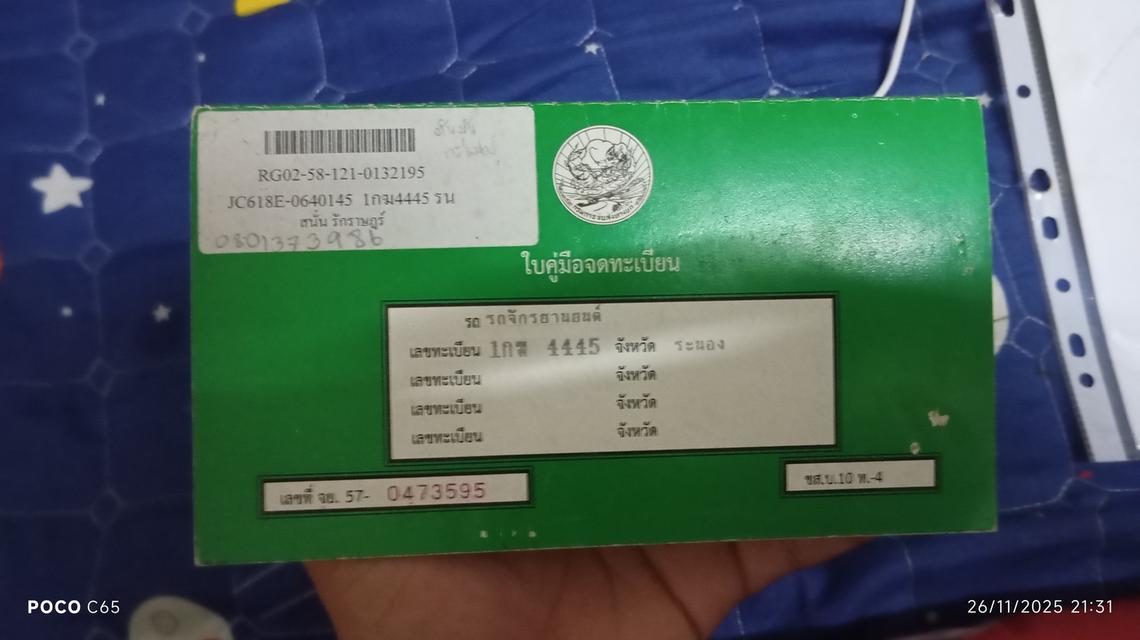 RG02-58-121-0132195
JC618E-0640145 1กฆ4445 รน
สนั่น รักราษฎร์
0801373986
ใบคู่มือจดทะเบียน
รถ รถจักรยานยนต์
เลขทะเบียน 1กฆ 4445 จังหวัด ระนอง
เลขทะเบียน จังหวัด
เลขทะเบียน จังหวัด
เลขทะเบียน จังหวัด
เลขที่ จย. 57- 0473595
ขส.บ.10 ท.-4
POCO C65
26/11/2025 21:31